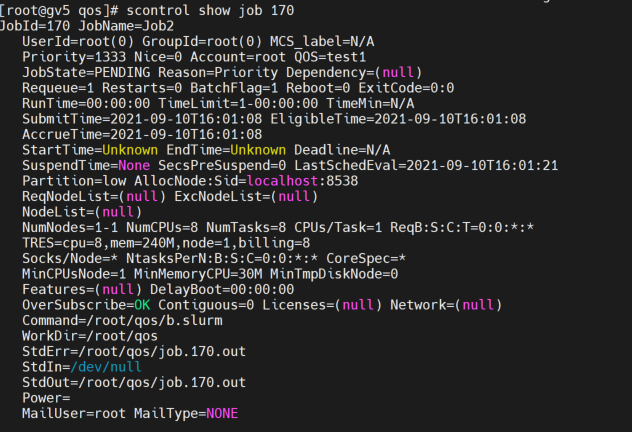 [root@gv5 qos]# scontrol show job 170
JobId=170 JobName=Job2
UserId=root(0) GroupId=root(0) MCS_label=N/A
Priority=1333 Nice=0 Account=root QOS=test1
JobState=PENDING Reason=Priority Dependency=(null)
Requeue=1 Restarts=0 BatchFlag=1 Reboot=0 ExitCode=0:0
RunTime=00:00:00 TimeLimit=1-00:00:00 TimeMin=N/A
SubmitTime=2021-09-10T16:01:08 EligibleTime=2021-09-10T16:01:08
AccrueTime=2021-09-10T16:01:08
StartTime=Unknown EndTime=Unknown Deadline=N/A
SuspendTime=None SecsPreSuspend=0 LastSchedEval=2021-09-10T16:01:21
Partition=low AllocNode:Sid=localhost:8538
ReqNodeList=(null) ExcNodeList=(null)
NodeList=(null)
NumNodes=1-1 NumCPUs=8 NumTasks=8 CPUs/Task=1 ReqB:S:C:T=0:0:*:*
TRES=cpu=8,mem=240M,node=1,billing=8
Socks/Node=* NtasksPerN:B:S:C=0:0:*:* CoreSpec=*
MinCPUsNode=1 MinMemoryCPU=30M MinTmpDiskNode=0
Features=(null) DelayBoot=00:00:00
OverSubscribe=OK Contiguous=0 Licenses=(null) Network=(null)
Command=/root/qos/b.slurm
WorkDir=/root/qos
StdErr=/root/qos/job.170.out
StdIn=/dev/null
StdOut=/root/qos/job.170.out
Power=
MailUser=root MailType=NONE